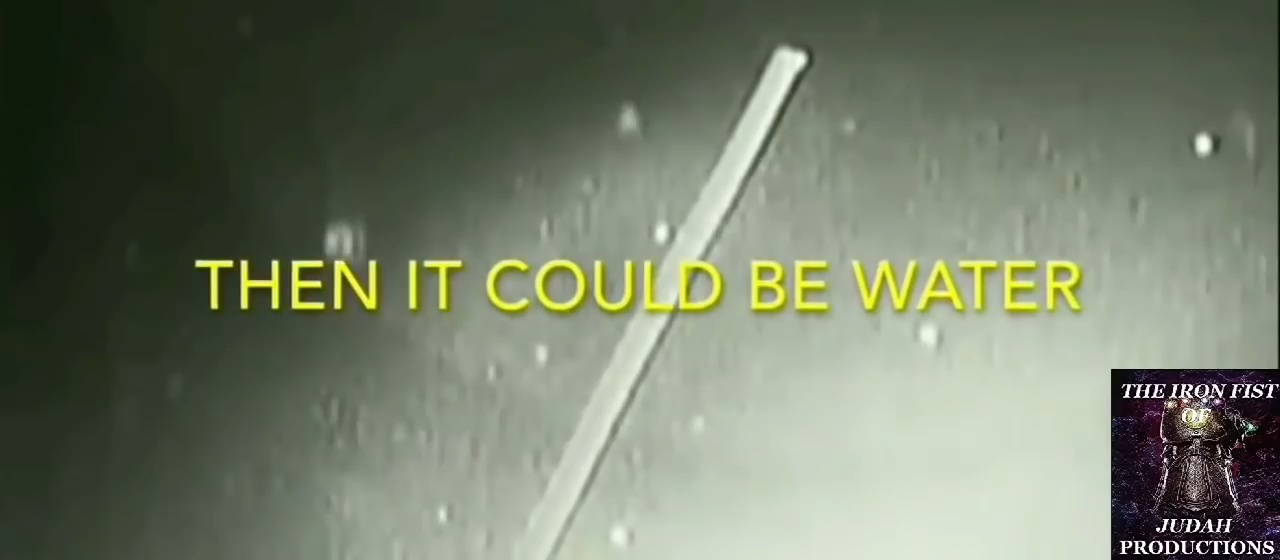 THEN IT COULD BE WATER
THE IRON FIST
OF
JUDAH
PRODUCTIONS